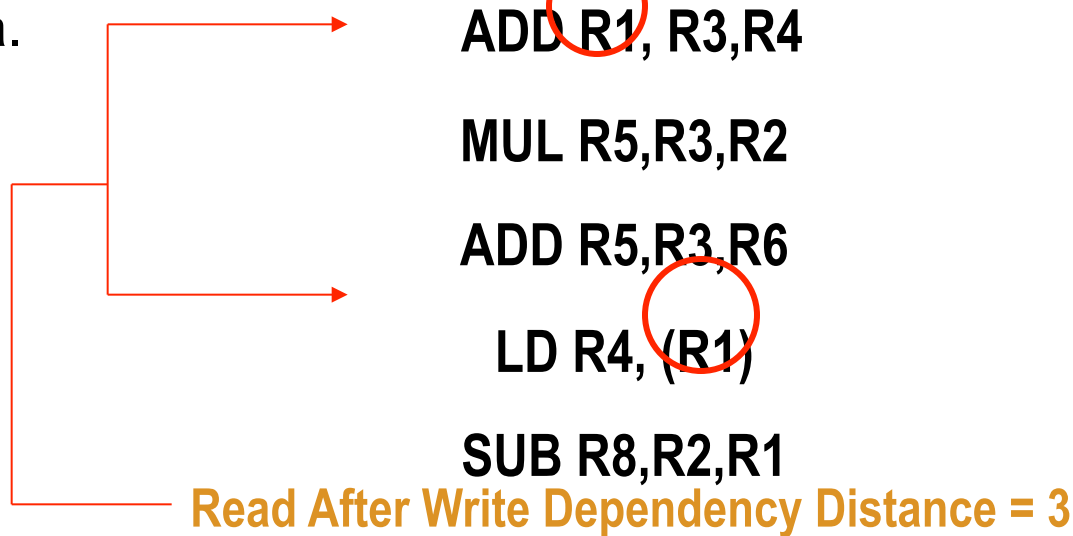 ADD R1, R3,R4
MUL R5,R3,R2
ADD R5,R3,R6
LD R4, (R1)
SUB R8,R2,R1
Read After Write Dependency Distance = 3